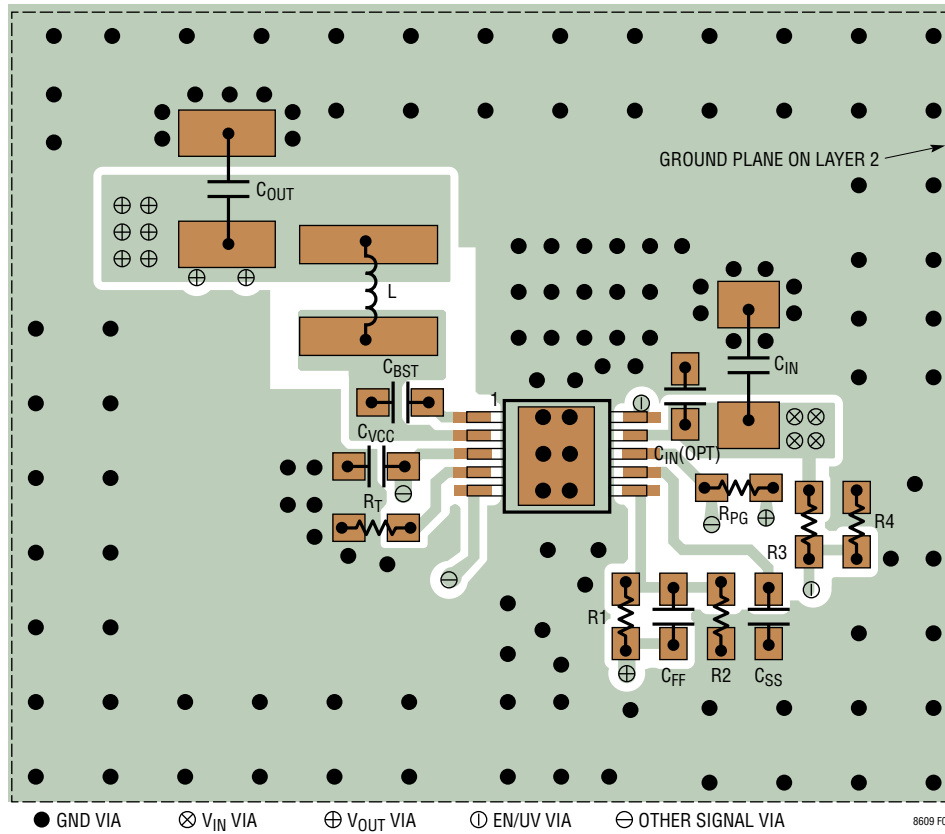 GROUND PLANE ON LAYER 2
COUT
L
CIN
CBST
1
CVCC
CIN(OPT)
RT
RPG
R3
R4
R1
CFF
R2
CSS
GND VIA
VIN VIA
VOUT VIA
EN/UV VIA
OTHER SIGNAL VIA
8609